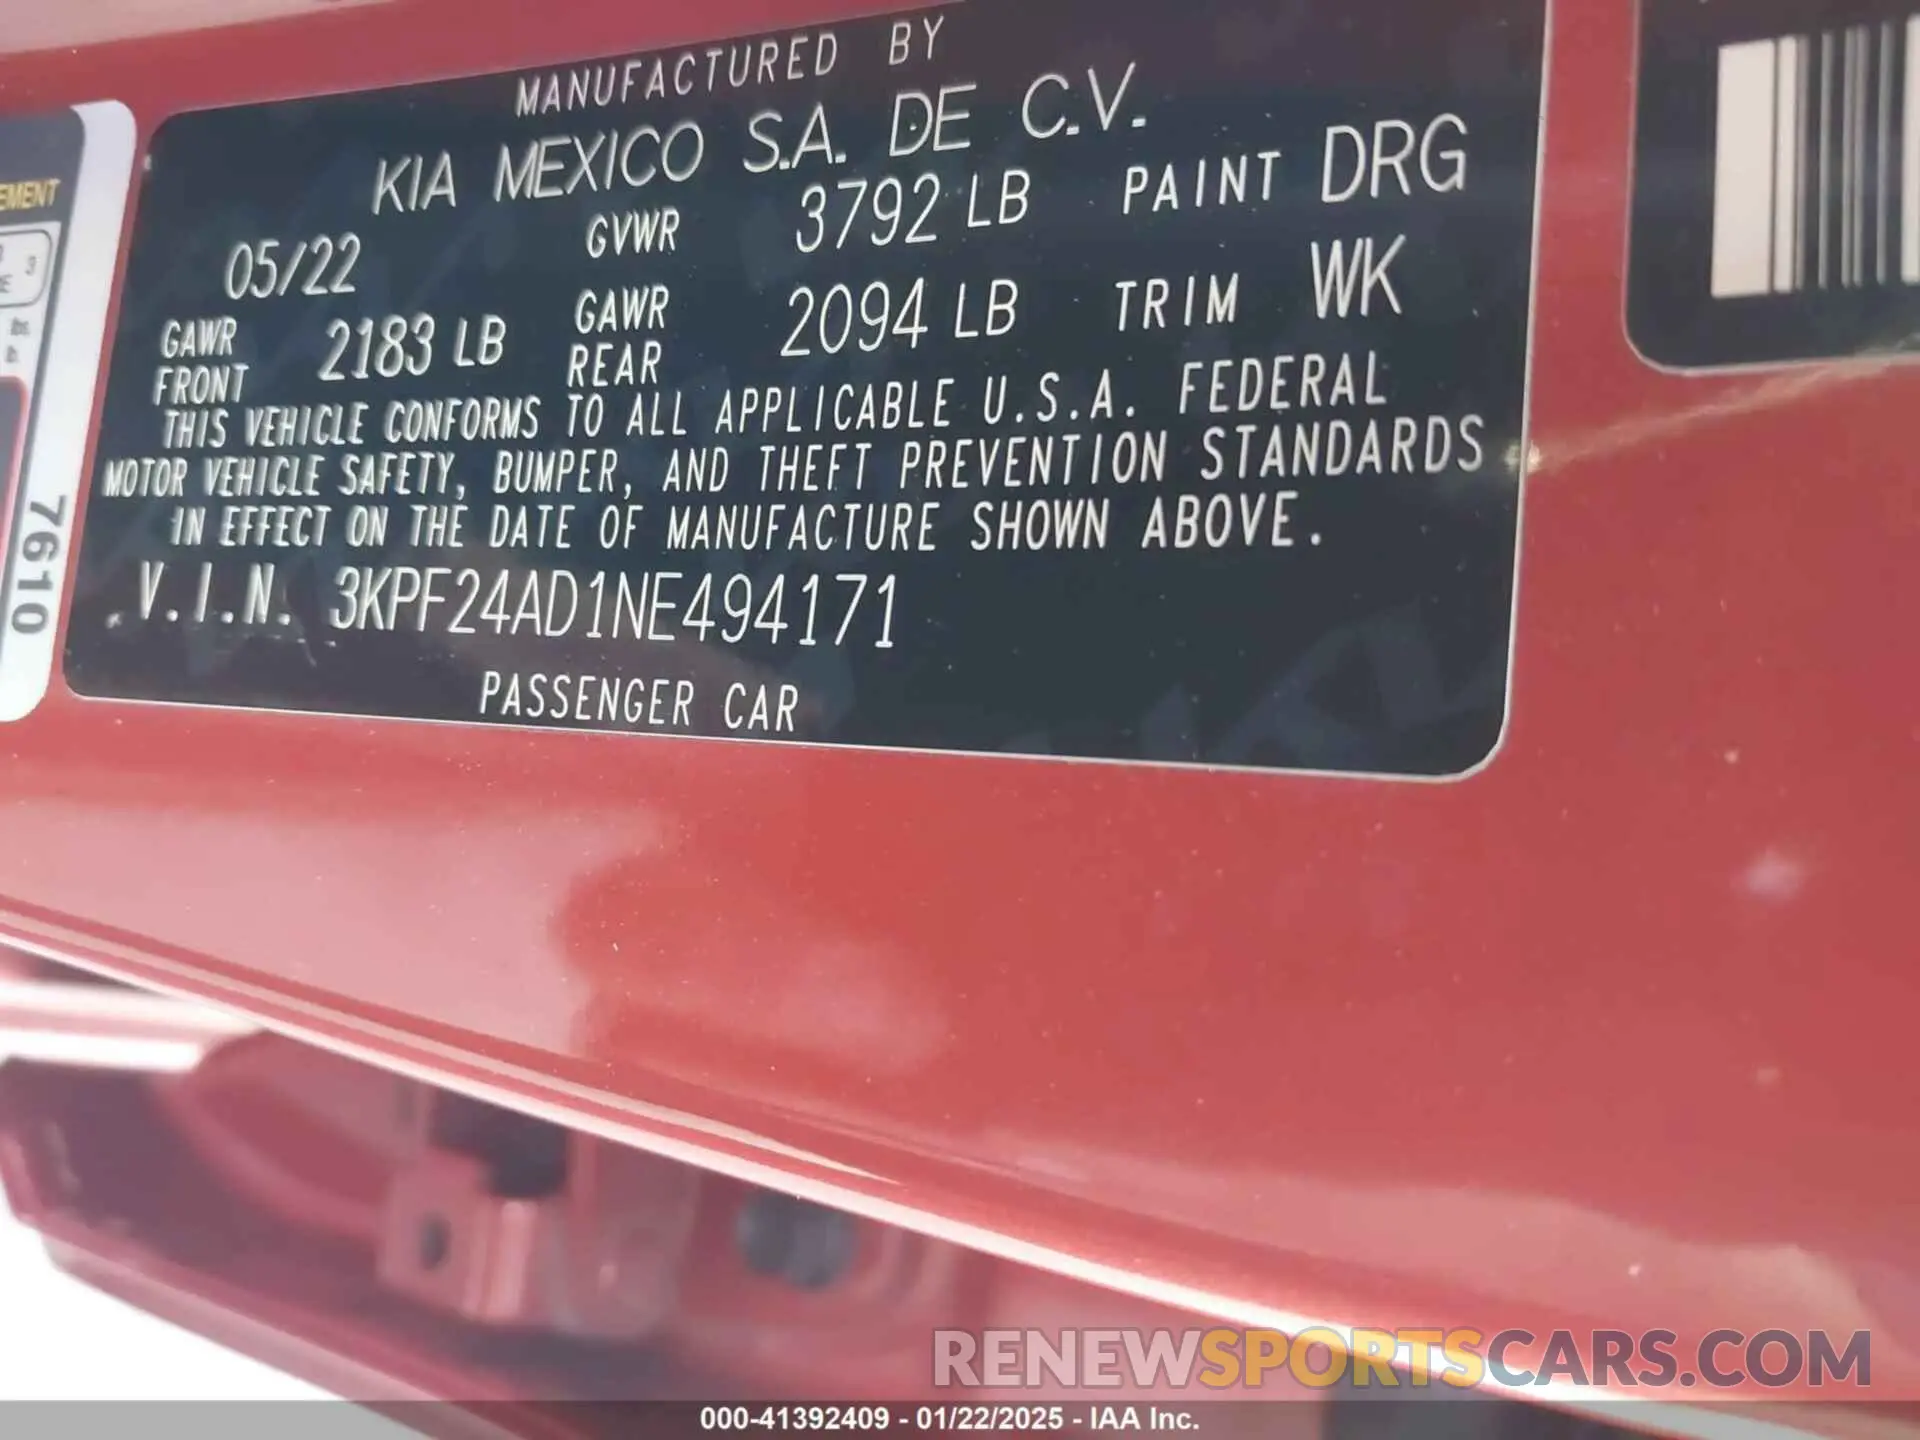 MANUFACTURED BY
KIA MEXICO S.A. DE C.V.
05/22 GVWR 3792 LB PAINT DRG
GAWR FRONT 2183 LB GAWR REAR 2094 LB TRIM WK
THIS VEHICLE CONFORMS TO ALL APPLICABLE U.S.A. FEDERAL
MOTOR VEHICLE SAFETY, BUMPER, AND THEFT PREVENTION STANDARDS
IN EFFECT ON THE DATE OF MANUFACTURE SHOWN ABOVE.
V.I.N. 3KPF24AD1NE494171
PASSENGER CAR
3
lbs.
lb.
7610
RENEWSPORTSCARS.COM
000-41392409 - 01/22/2025 - IAA Inc.